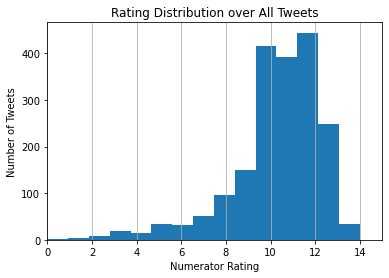 Rating Distribution over All Tweets
400
300
200
100
0
Number of Tweets
0 2 4 6 8 10 12 14
Numerator Rating